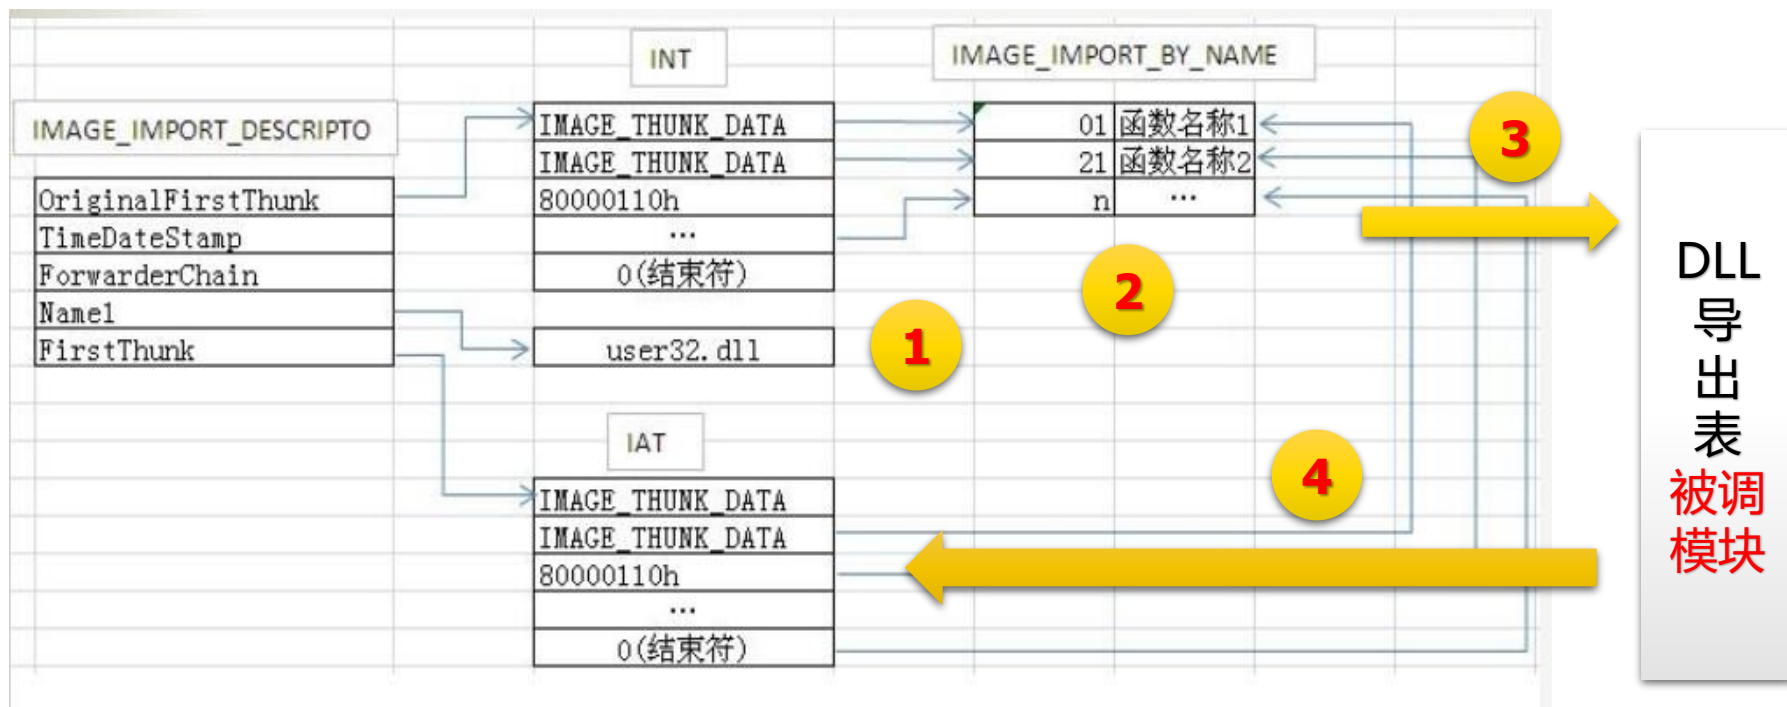 INT
IMAGE_IMPORT_BY_NAME
IMAGE_IMPORT_DESCRIPTO
OriginalFirstThunk
TimeDateStamp
ForwarderChain
Name1
FirstThunk
IMAGE_THUNK_DATA
IMAGE_THUNK_DATA
80000110h
...
0(结束符)
user32.dll
01 函数名称1
21 函数名称2
n ...
IAT
IMAGE_THUNK_DATA
IMAGE_THUNK_DATA
80000110h
...
0(结束符)
1
2
3
4
DLL
导
出
表
被调
模块